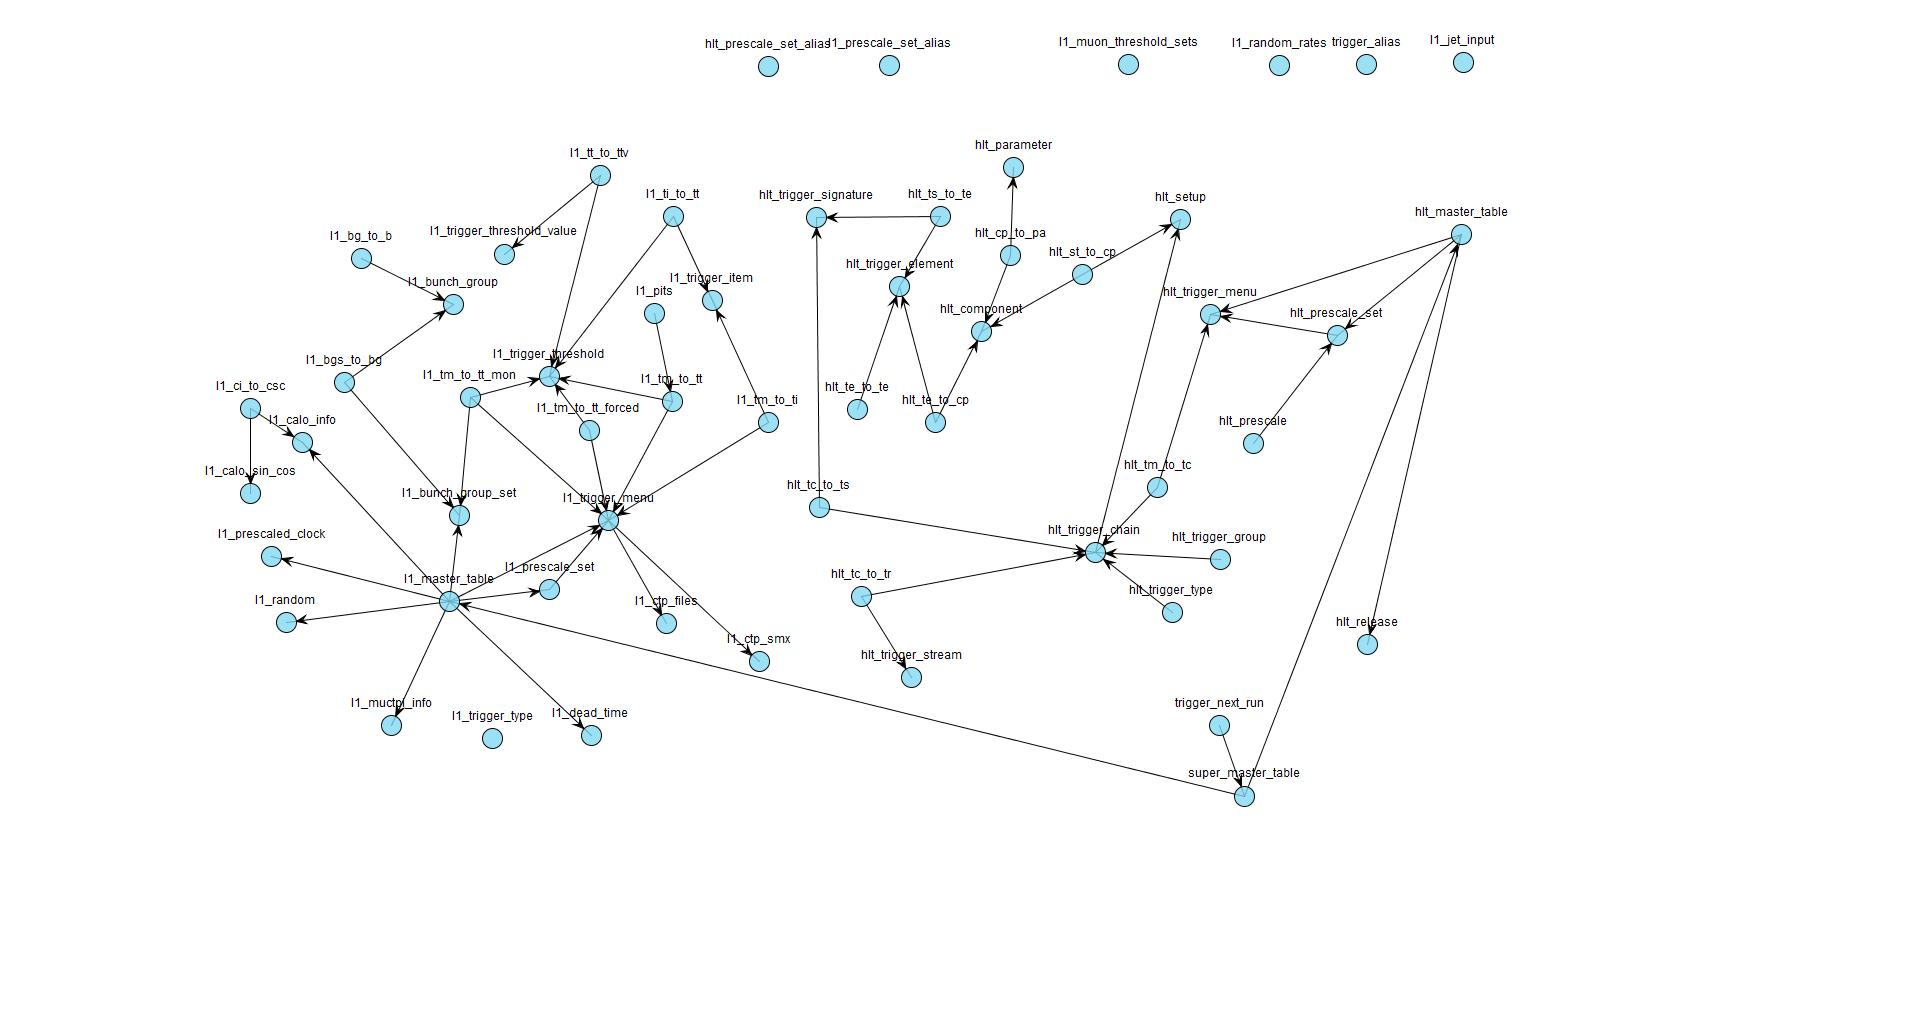 hlt_prescale_set_alias
l1_prescale_set_alias
l1_muon_threshold_sets
l1_random_rates
trigger_alias
l1_jet_input
l1_tt_to_ttv
hlt_parameter
l1_ti_to_tt
hlt_trigger_signature
hlt_ts_to_te
hlt_setup
hlt_master_table
l1_bg_to_b
l1_trigger_threshold_value
hlt_cp_to_pa
hlt_st_to_cp
hlt_trigger_element
l1_bunch_group
l1_trigger_item
l1_pits
hlt_trigger_menu
hlt_component
hlt_prescale_set
l1_bgs_to_bg
l1_trigger_threshold
l1_tm_to_tt_mon
l1_tm_to_tt
l1_ci_to_csc
hlt_te_to_te
l1_tm_to_ti
hlt_te_to_cp
l1_tm_to_tt_forced
l1_calo_info
hlt_prescale
l1_calo_sin_cos
hlt_tm_to_tc
hlt_tc_to_ts
l1_bunch_group_set
l1_trigger_menu
l1_prescaled_clock
hlt_trigger_chain
hlt_trigger_group
l1_master_table
l1_prescale_set
hlt_tc_to_tr
hlt_trigger_type
l1_random
l1_ctp_files
hlt_release
l1_ctp_smx
hlt_trigger_stream
l1_muctpi_info
trigger_next_run
l1_trigger_type
l1_dead_time
super_master_table